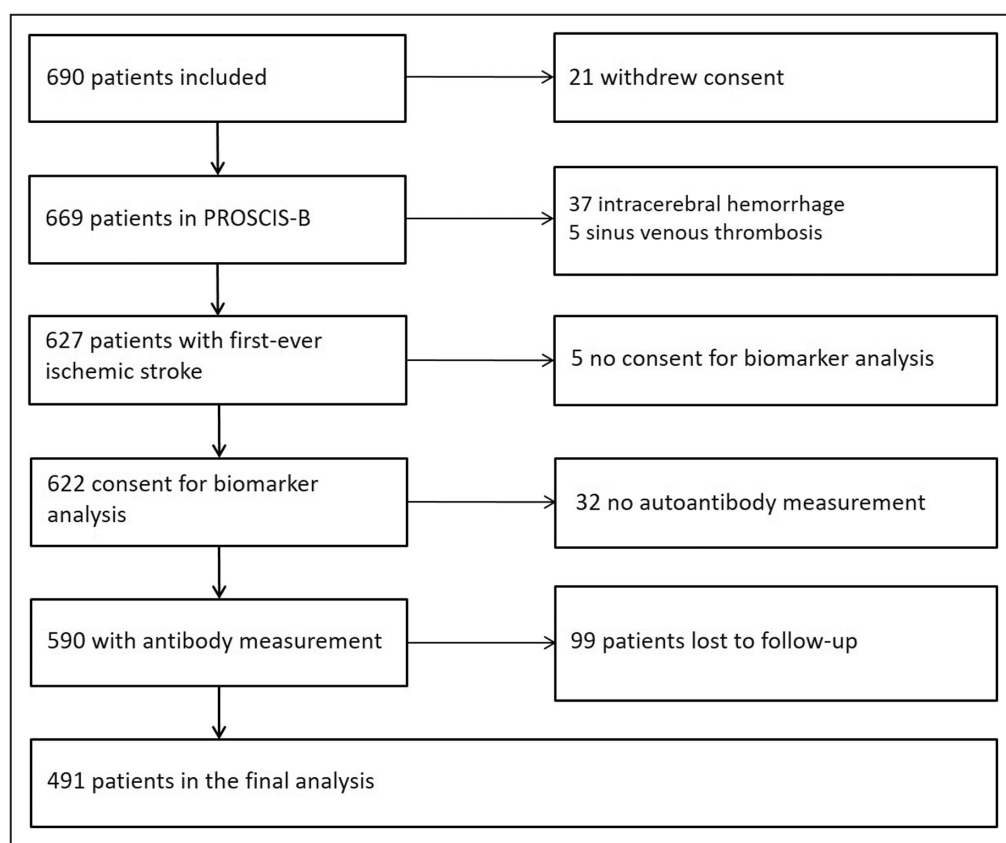 690 patients included
21 withdrew consent
669 patients in PROSCIS-B
37 intracerebral hemorrhage
5 sinus venous thrombosis
627 patients with first-ever
ischemic stroke
5 no consent for biomarker analysis
622 consent for biomarker
analysis
32 no autoantibody measurement
590 with antibody measurement
99 patients lost to follow-up
491 patients in the final analysis